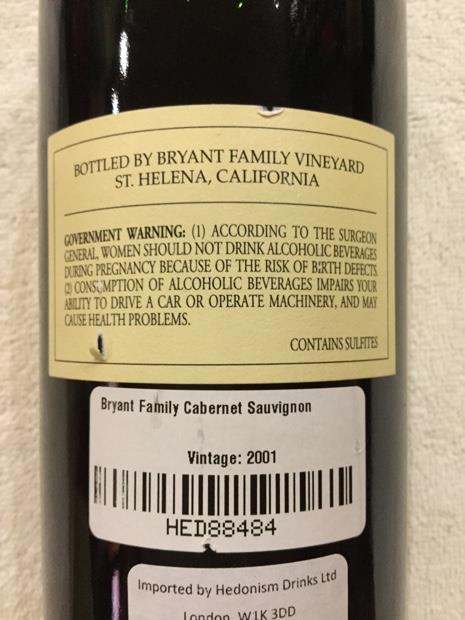 BOTTLED BY BRYANT FAMILY VINEYARD
ST. HELENA, CALIFORNIA
GOVERNMENT WARNING: (1) ACCORDING TO THE SURGEON
GENERAL, WOMEN SHOULD NOT DRINK ALCOHOLIC BEVERAGES
DURING PREGNANCY BECAUSE OF THE RISK OF BIRTH DEFECTS.
(2) CONSUMPTION OF ALCOHOLIC BEVERAGES IMPAIRS YOUR
ABILITY TO DRIVE A CAR OR OPERATE MACHINERY, AND MAY
CAUSE HEALTH PROBLEMS.
CONTAINS SULFITES
Bryant Family Cabernet Sauvignon
Vintage: 2001
HED88484
Imported by Hedonism Drinks Ltd
London, W1K 3DD